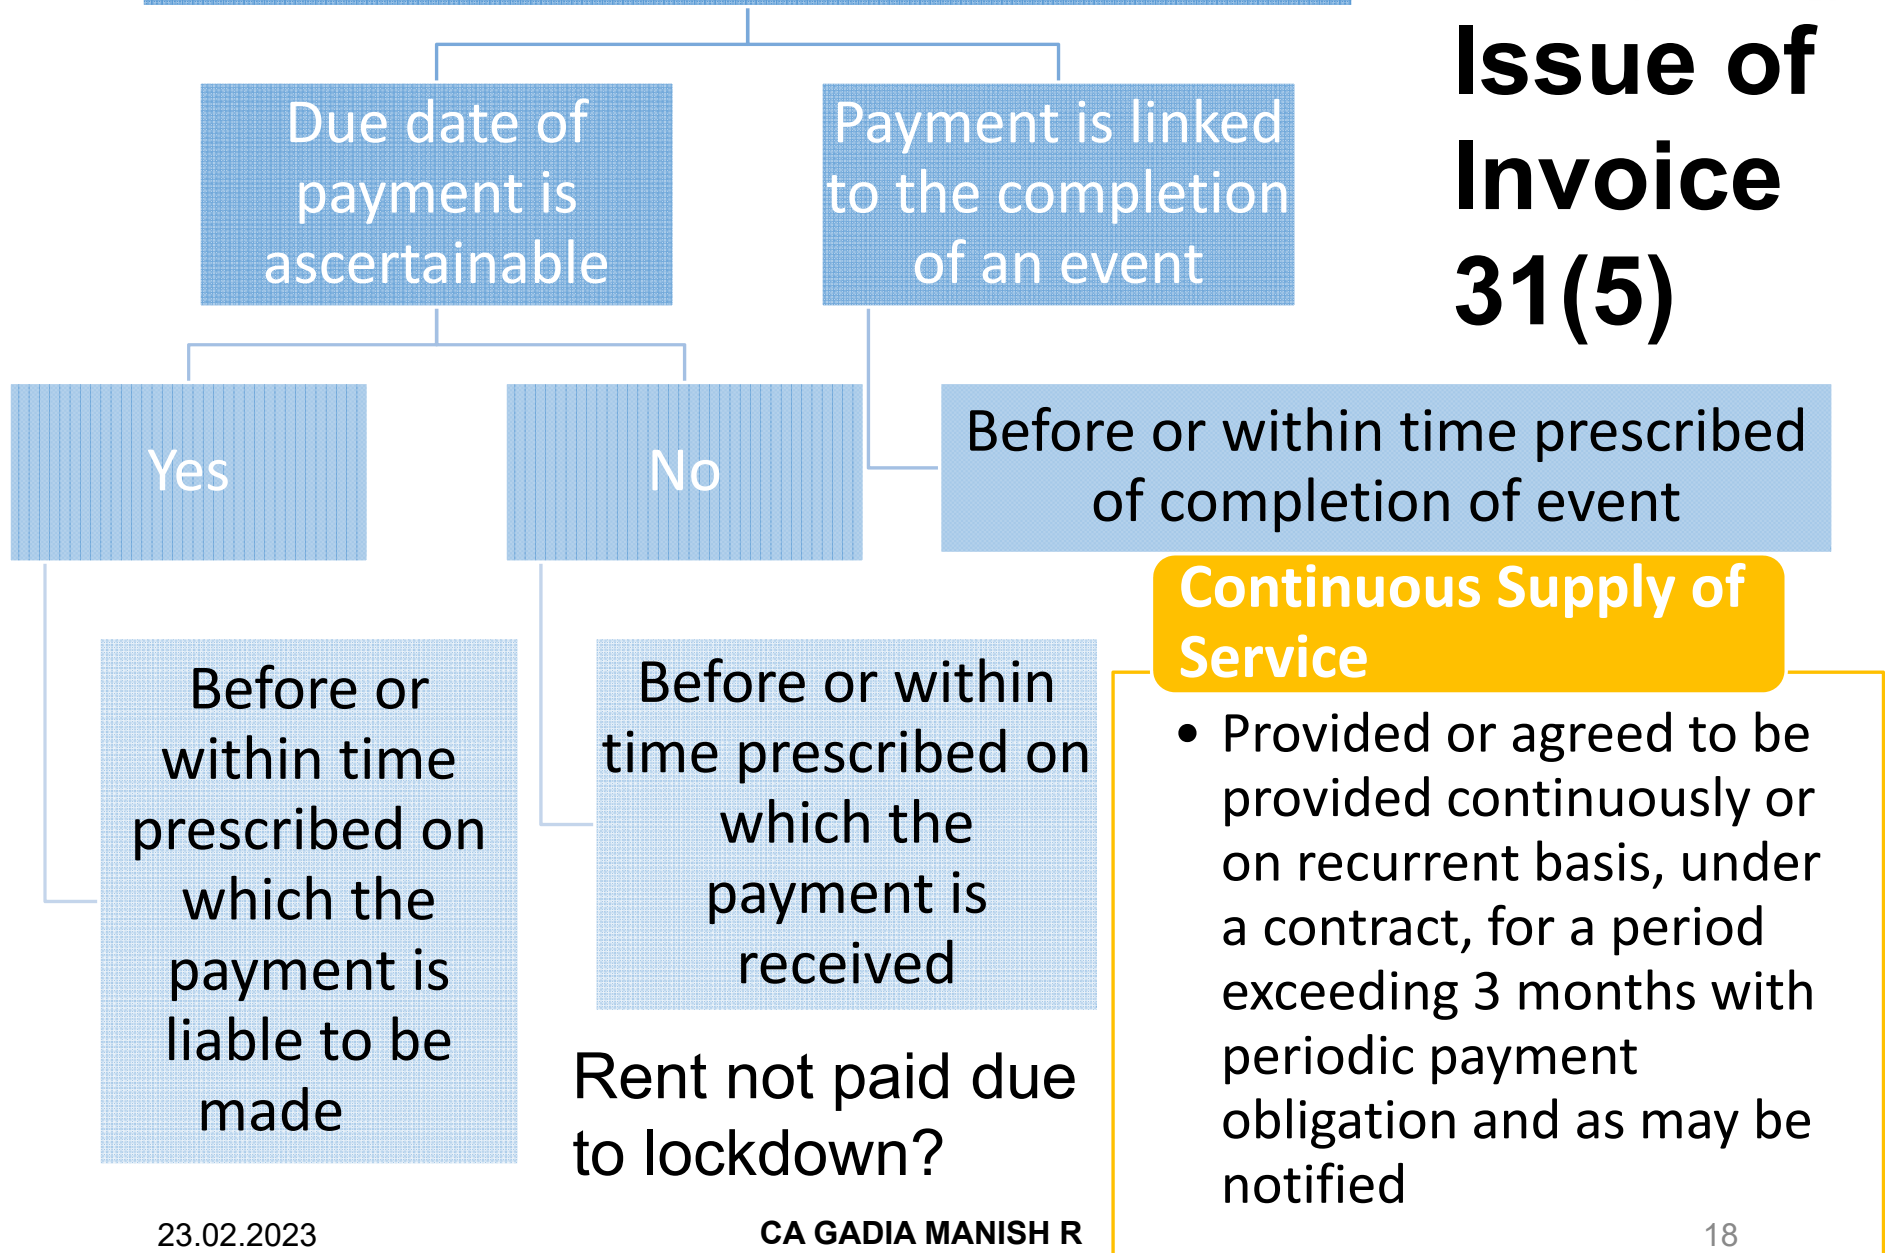 Issue of
Invoice
31(5)
Due date of
payment is
ascertainable
Payment is linked
to the completion
of an event
Yes
No
Before or within time prescribed
of completion of event
Before or
within time
prescribed on
which the
payment is
liable to be
made
Before or within
time prescribed on
which the
payment is
received
Rent not paid due
to lockdown?
Continuous Supply of
Service
• Provided or agreed to be
provided continuously or
on recurrent basis, under
a contract, for a period
exceeding 3 months with
periodic payment
obligation and as may be
notified
23.02.2023
CA GADIA MANISH R
18